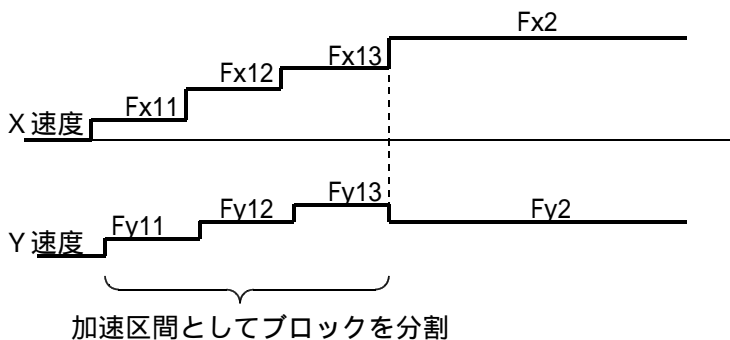 Fx2
Fx13
Fx12
Fx11
X 速度
Fy13
Fy12
Fy2
Fy11
Y 速度
加速区間としてブロックを分割